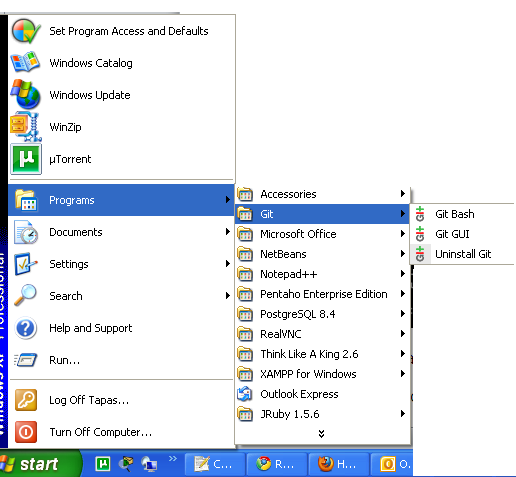 Set Program Access and Defaults
Windows Catalog
Windows Update
WinZip
µTorrent
Programs
Documents
Settings
Search
Help and Support
Run...
Log Off Tapas...
Turn Off Computer...
Accessories
Git
Microsoft Office
NetBeans
Notepad++
Pentaho Enterprise Edition
PostgreSQL 8.4
RealVNC
Think Like A King 2.6
XAMPP for Windows
Outlook Express
JRuby 1.5.6
Git Bash
Git GUI
Uninstall Git
start
C...
R...
H...
O.